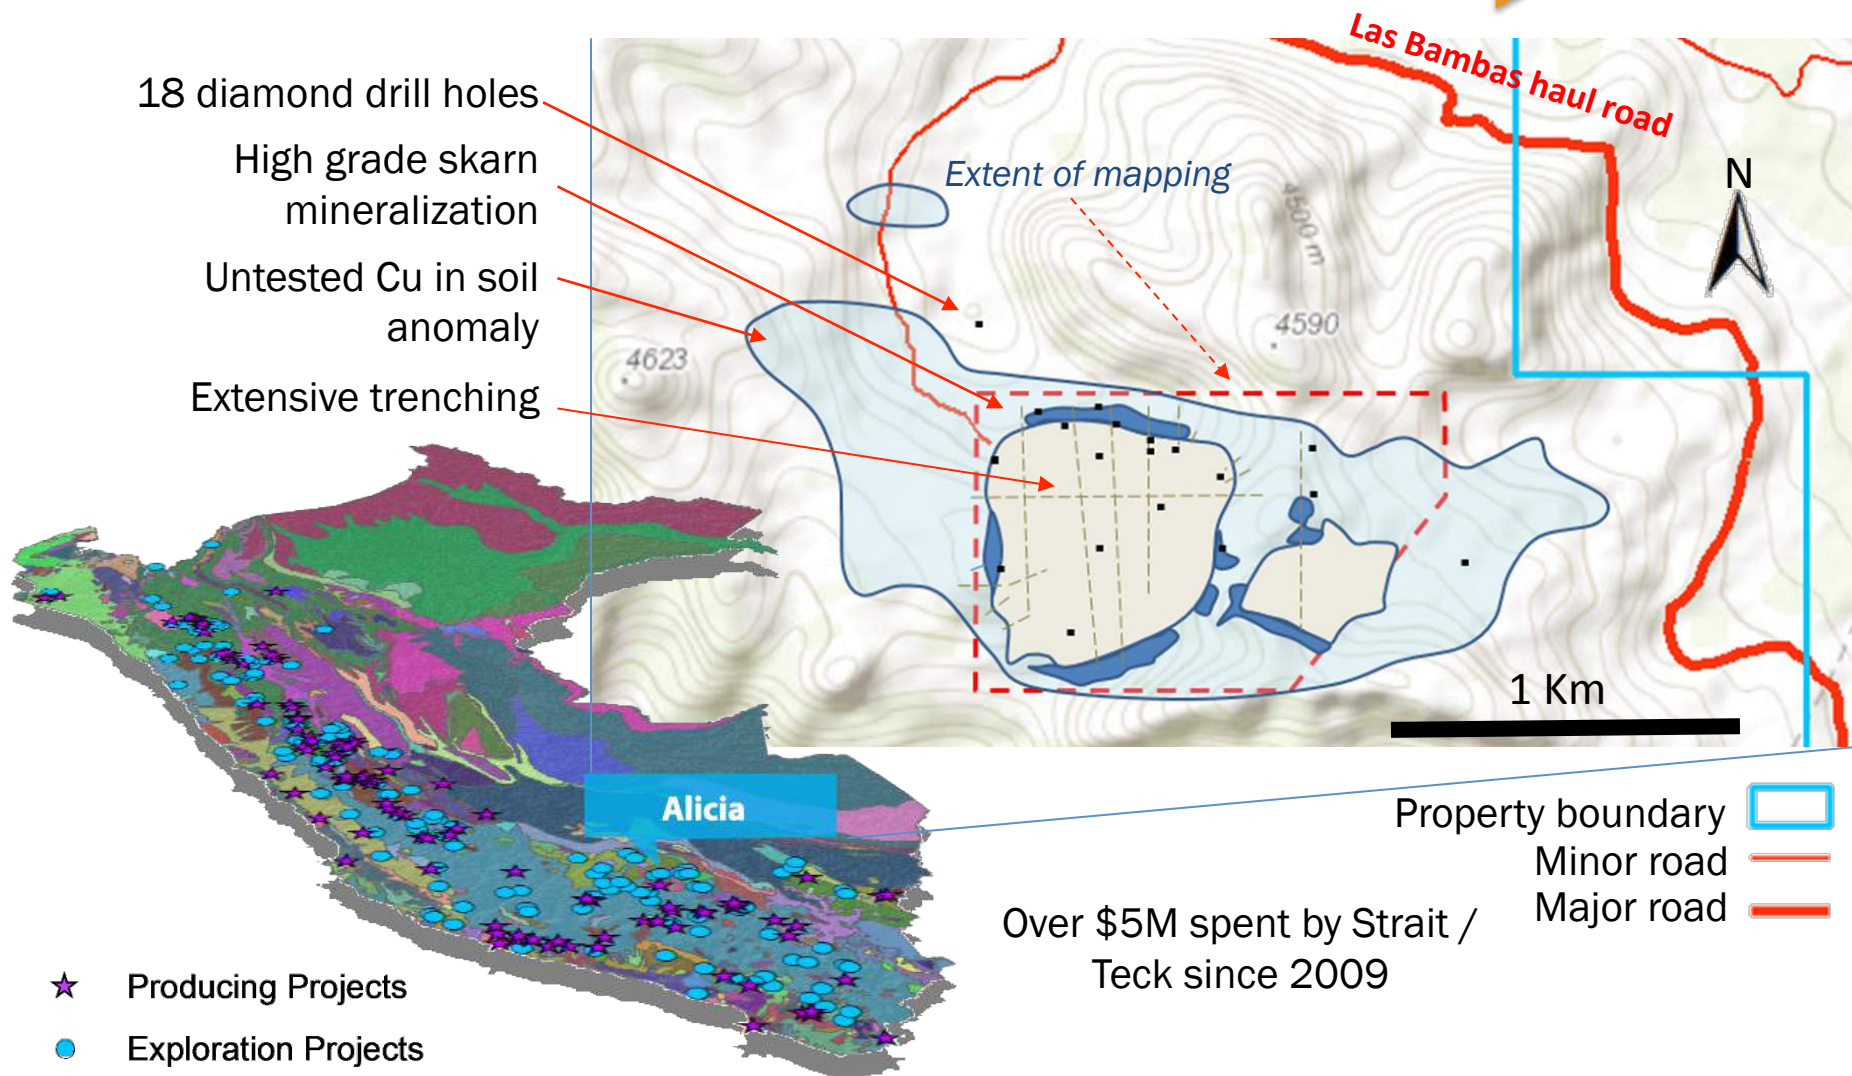 Las Bambas haul road
18 diamond drill holes
High grade skarn
mineralization
Extent of mapping
N
4500 m
Untested Cu in soil
anomaly
4590
4623
Extensive trenching
1 Km
Alicia
Property boundary
Minor road
Major road
Over $5M spent by Strait /
Teck since 2009
Producing Projects
Exploration Projects